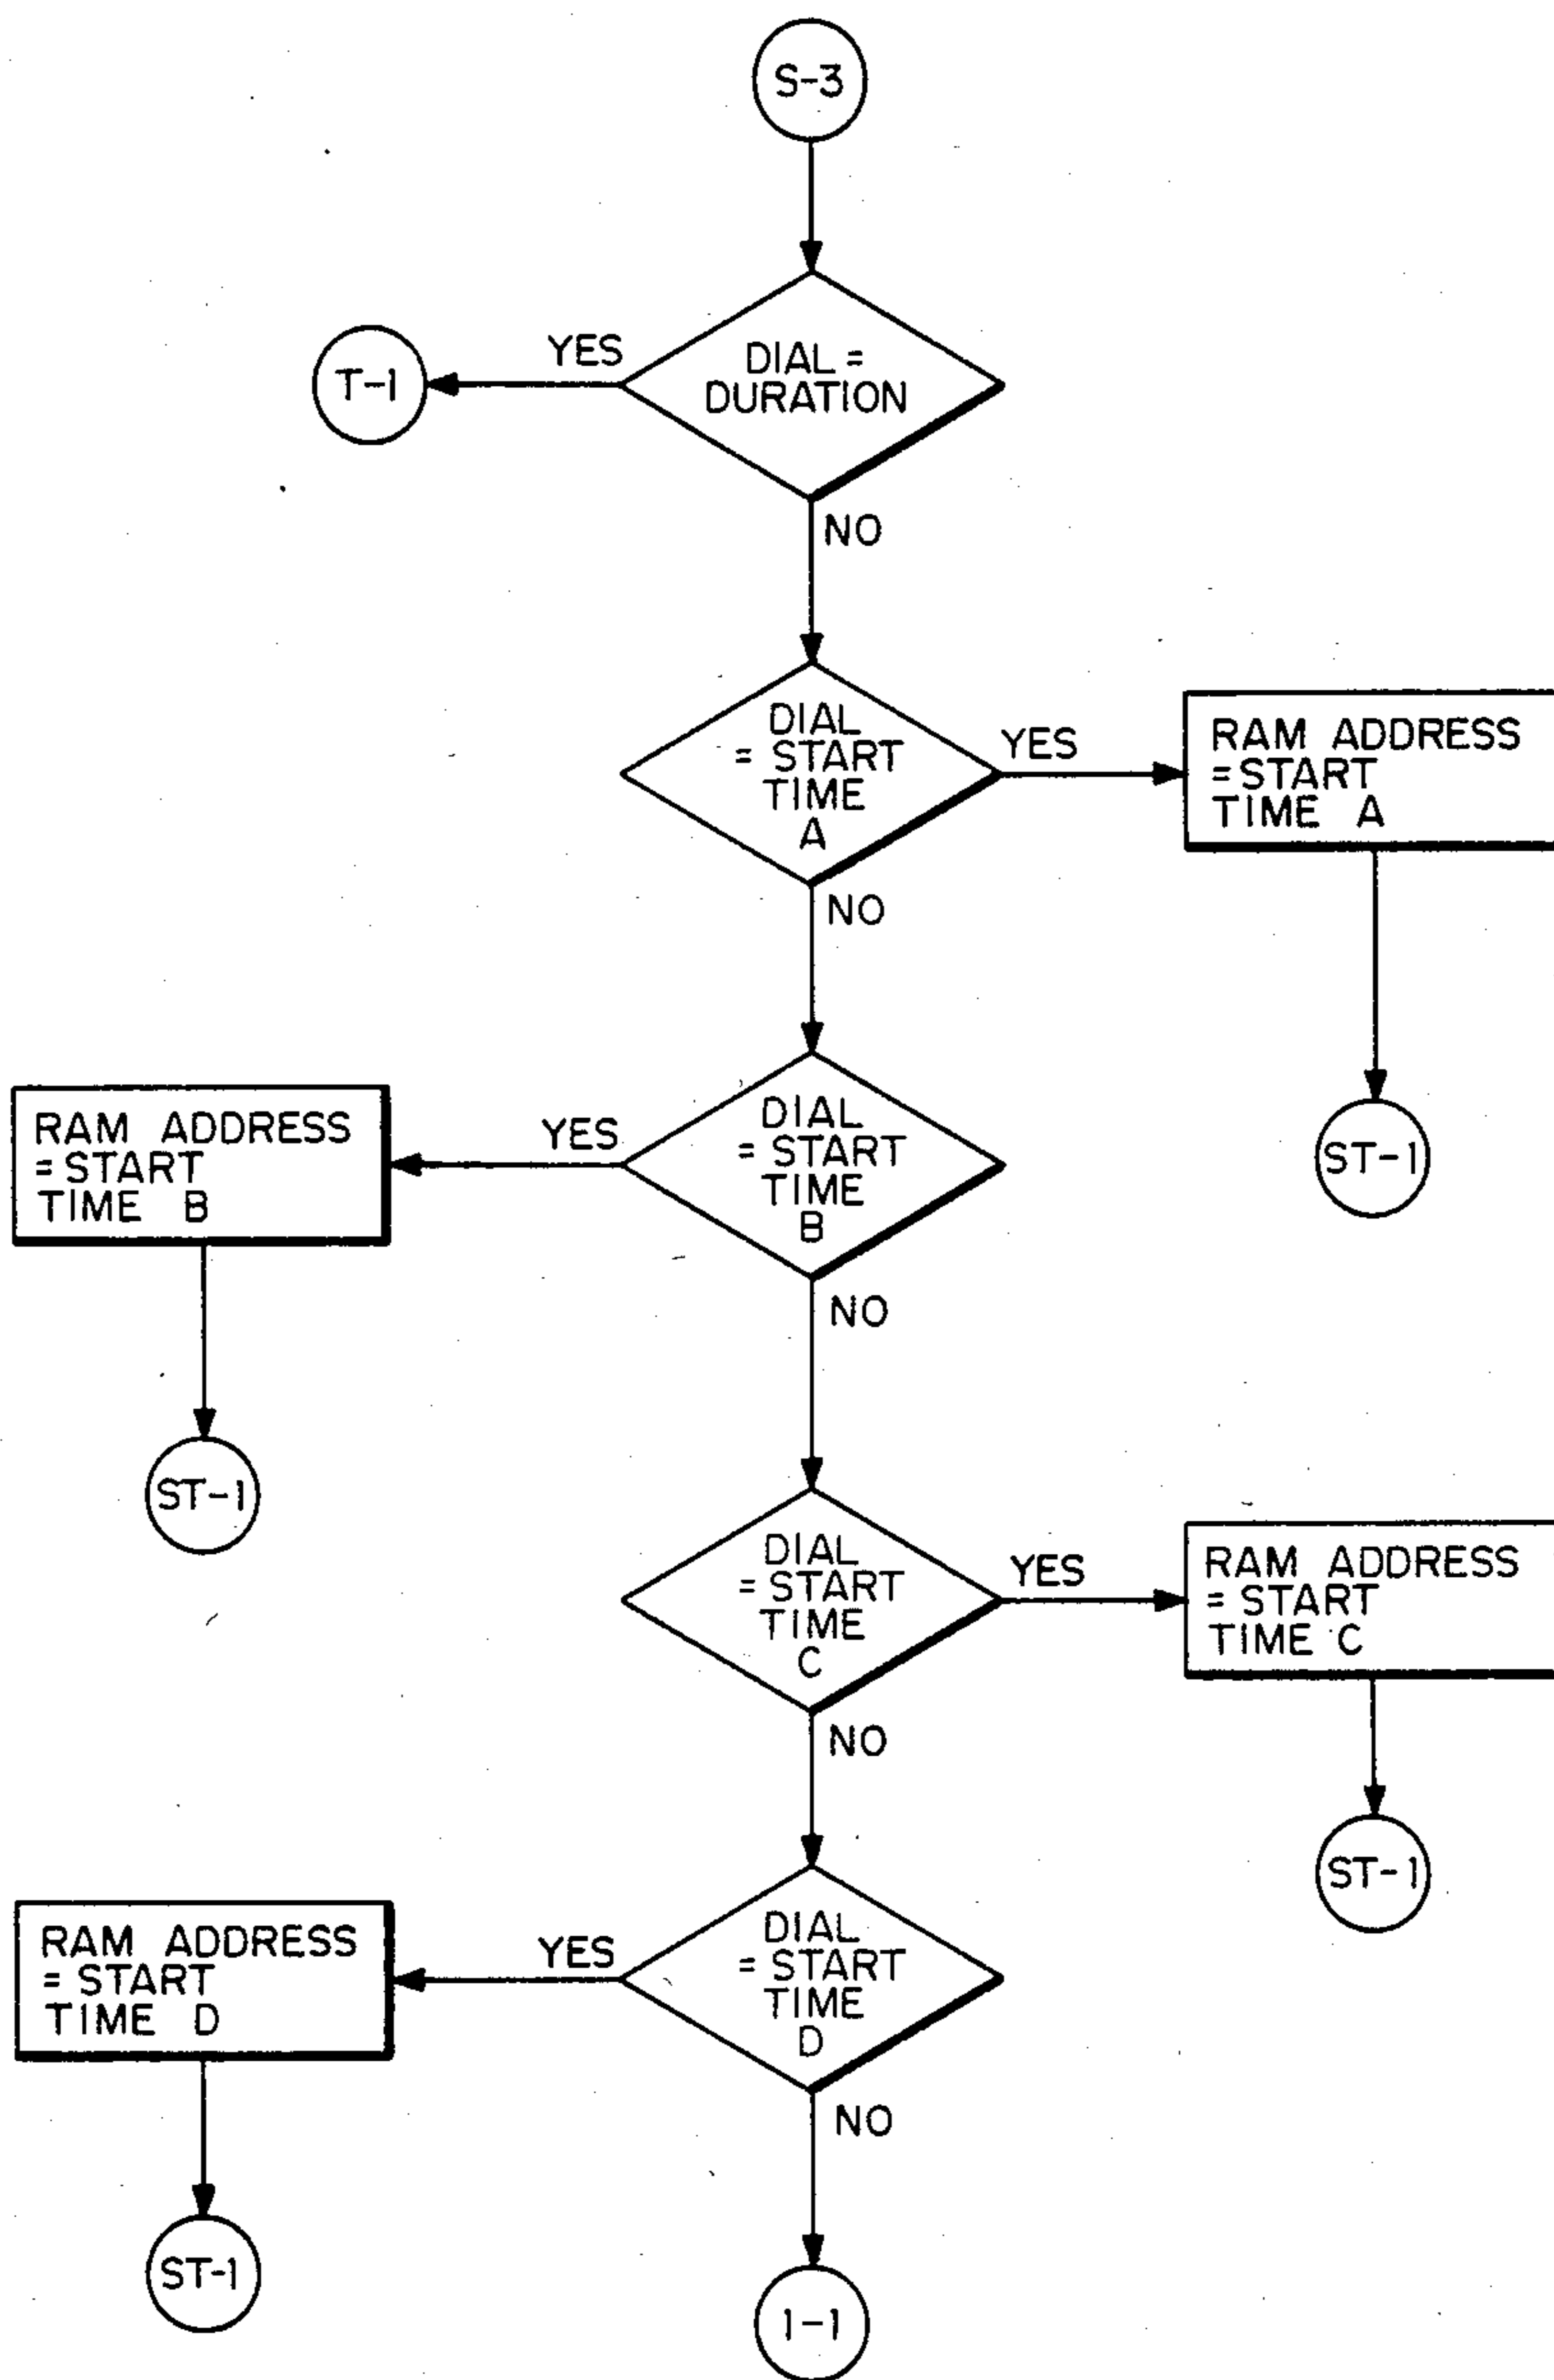 S-3
YES
DIAL =
DURATION
T-1
NO
DIAL
= START
TIME
A
YES
RAM ADDRESS
=START
TIME A
NO
ST-1
DIAL
= START
TIME
B
YES
RAM ADDRESS
=START
TIME B
NO
ST-1
DIAL
=START
TIME
C
YES
RAM ADDRESS
= START
TIME C
NO
ST-1
DIAL
= START
TIME
D
YES
RAM ADDRESS
= START
TIME D
NO
ST-1
1-1